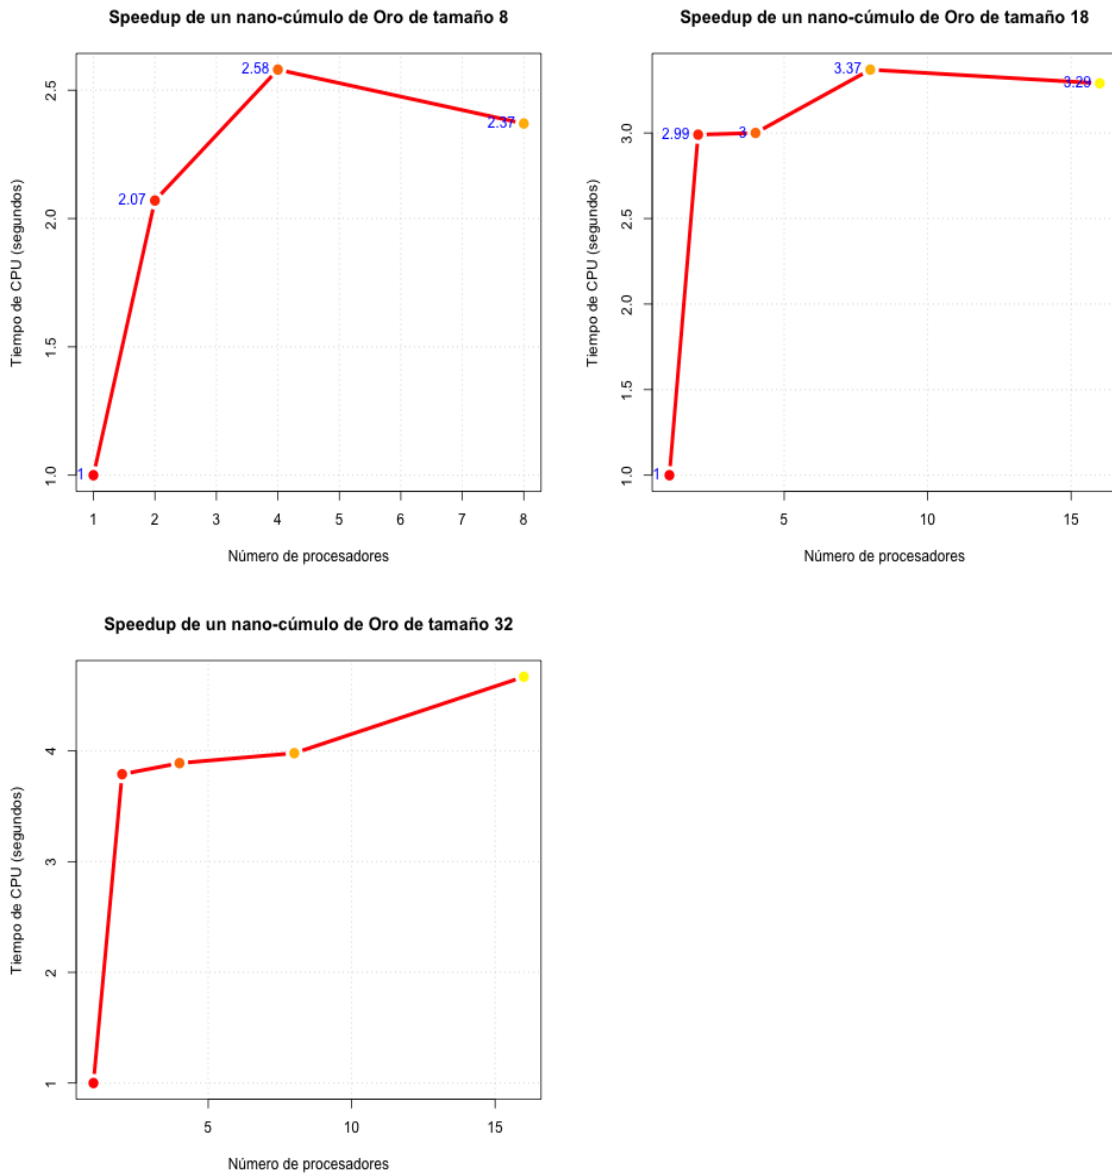 Speedup de un nano-cúmulo de Oro de tamaño 8
Tiempo de CPU (segundos)
2.5
2.0
1.5
1.0
1
2.07
2.58
2.37
1 2 3 4 5 6 7 8
Número de procesadores
Speedup de un nano-cúmulo de Oro de tamaño 18
Tiempo de CPU (segundos)
3.0
2.5
2.0
1.5
1.0
1
2.99
3
3.37
3.29
5 10 15
Número de procesadores
Speedup de un nano-cúmulo de Oro de tamaño 32
Tiempo de CPU (segundos)
4
3
2
1
5 10 15
Número de procesadores